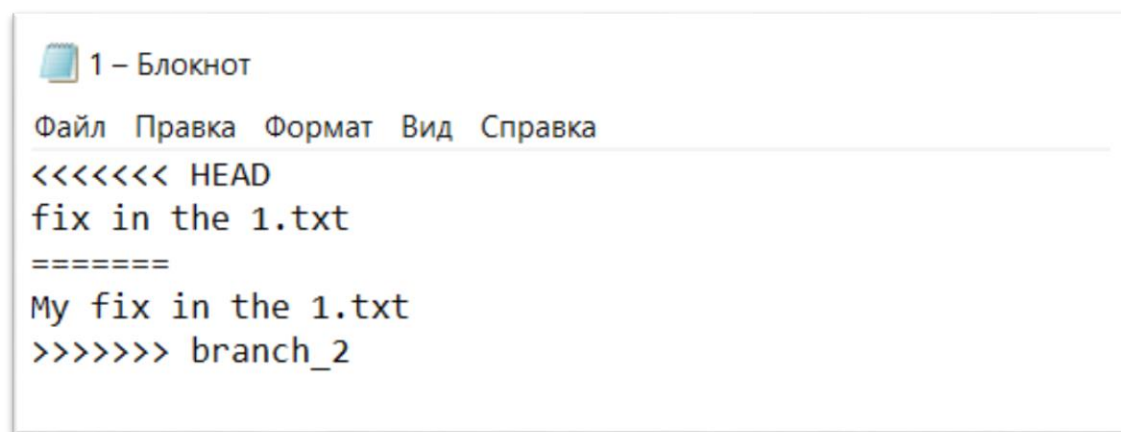 1 – Блокнот
Файл Правка Формат Вид Справка
<<<<<<< HEAD
fix in the 1.txt
=======
My fix in the 1.txt
>>>>>>> branch_2